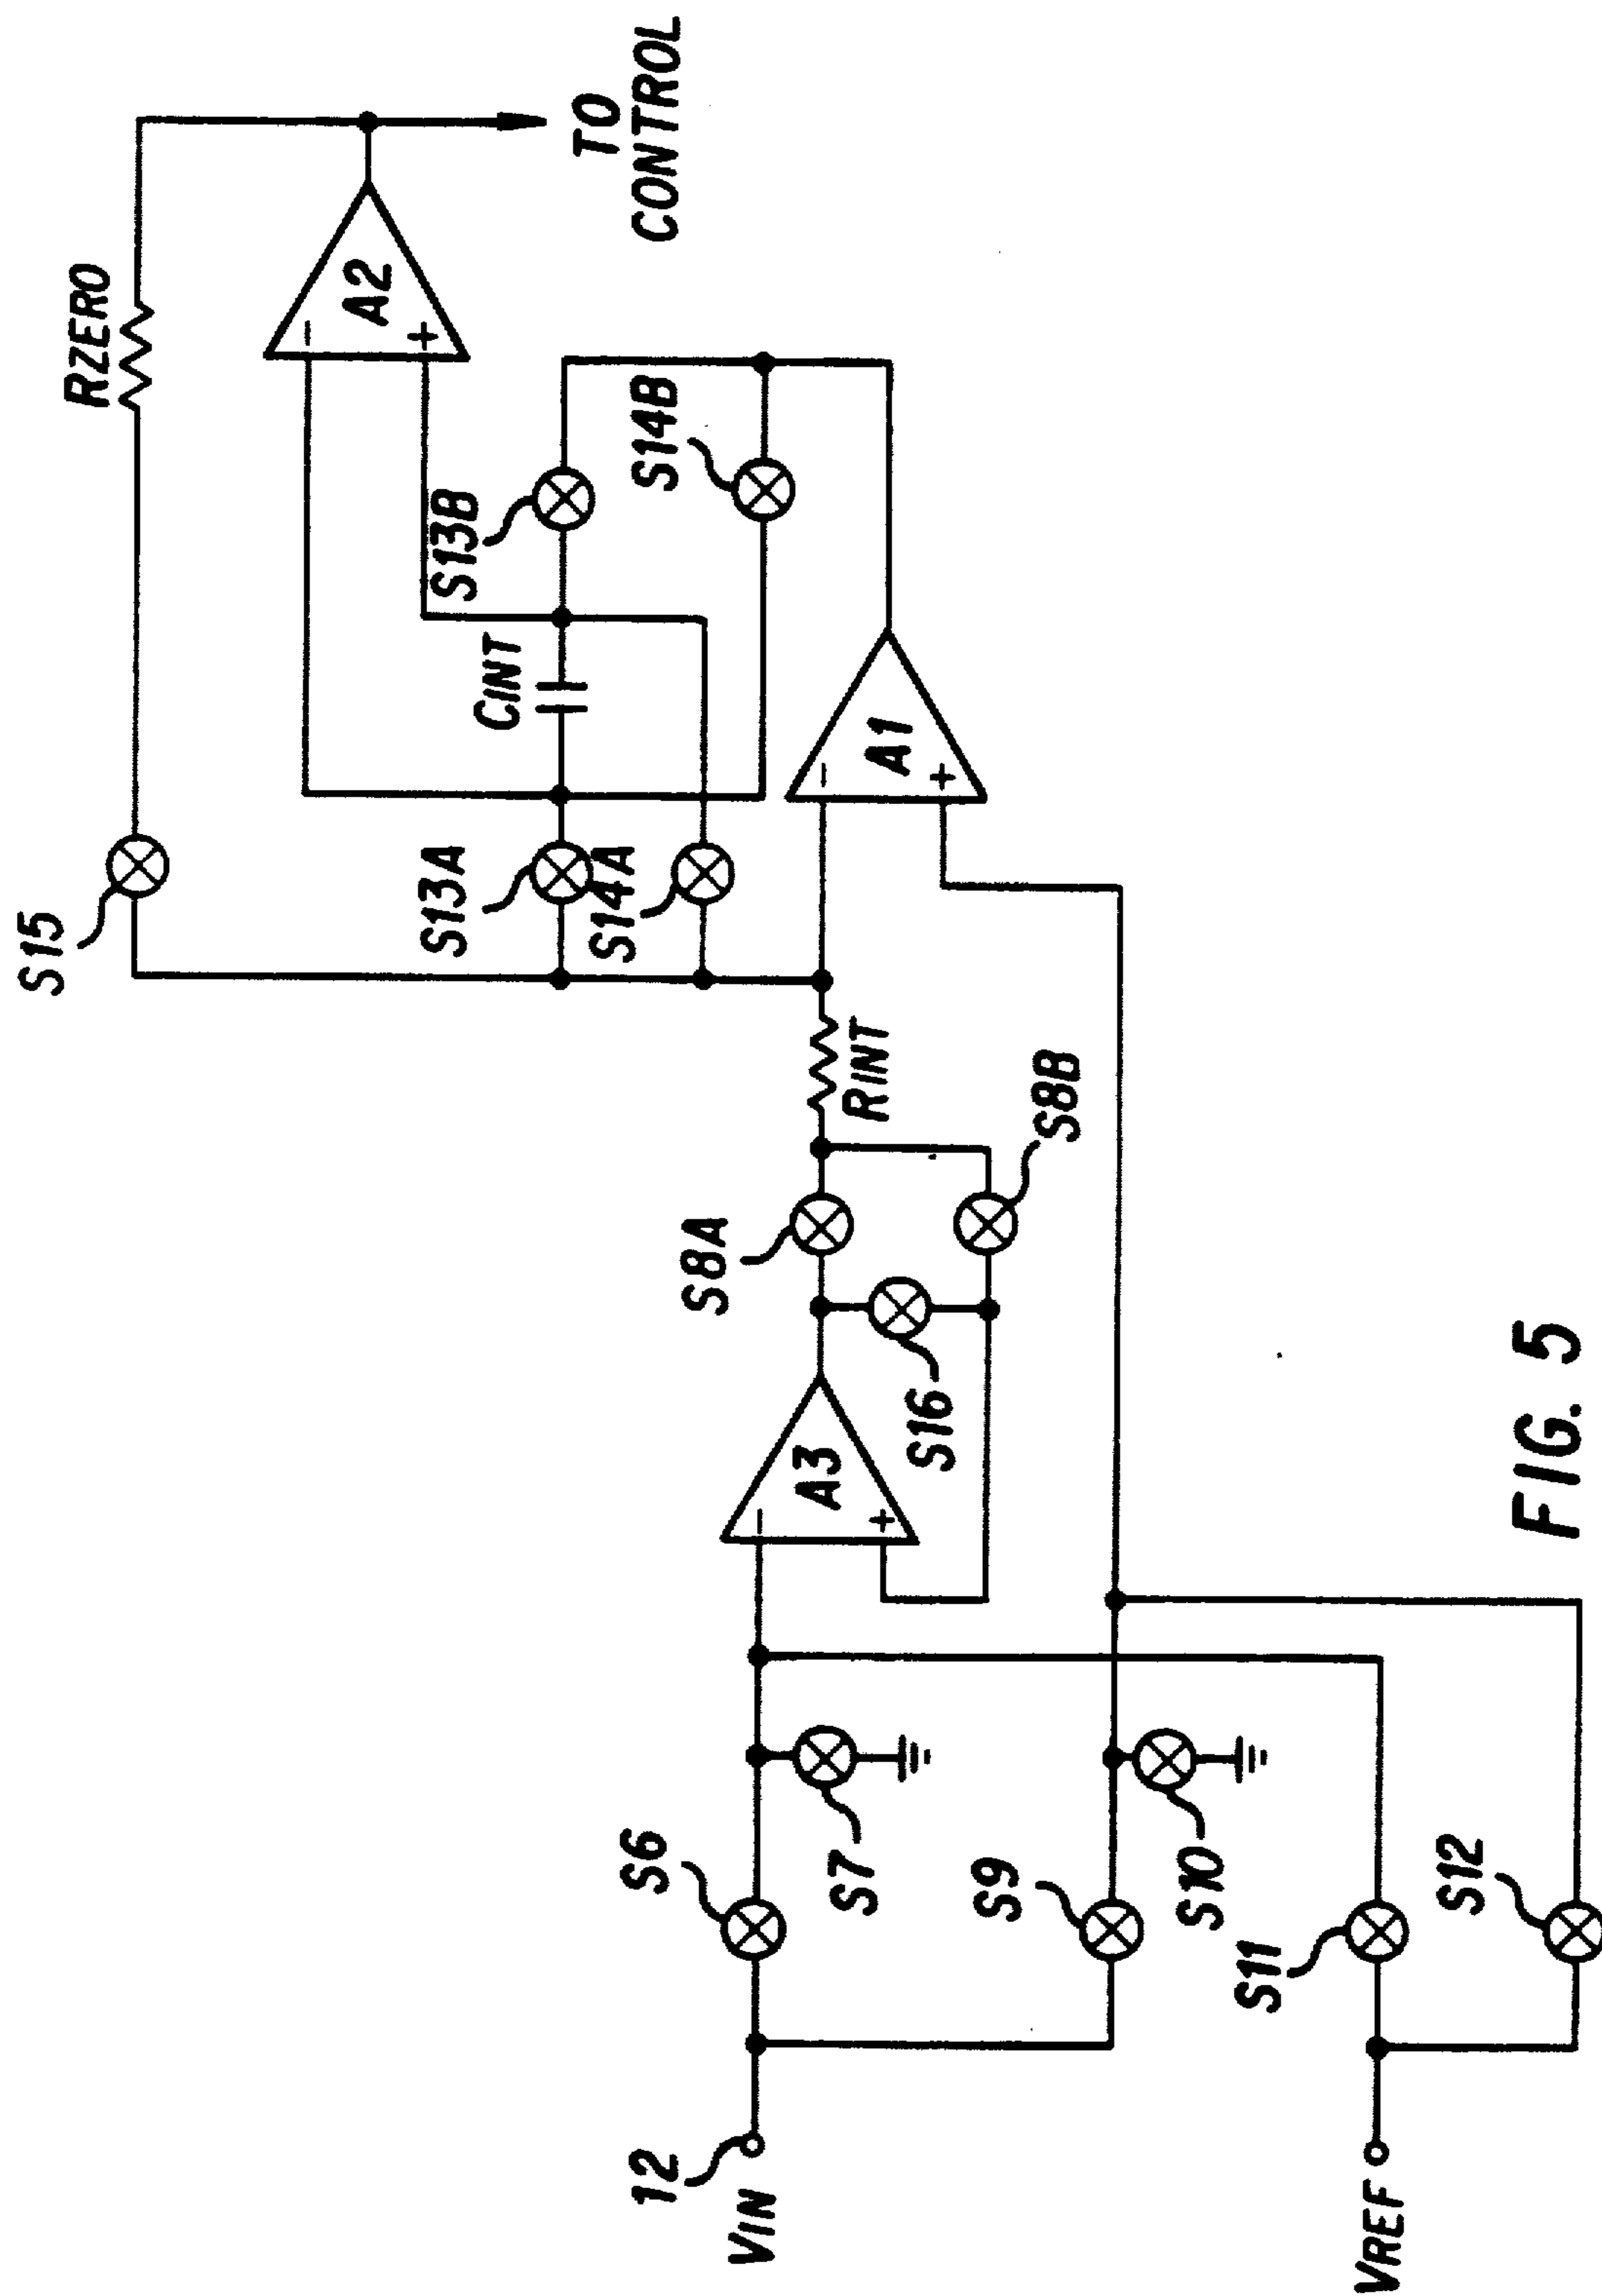 S15
RZERO
A2
−
+
TO
CONTROL
S13A
S14A
CINT
S13B
S14B
A1
−
+
RINT
S8A
S8B
S16
A3
−
+
S6
S7
S9
S10
S11
S12
12
VIN
VREF
FIG. 5